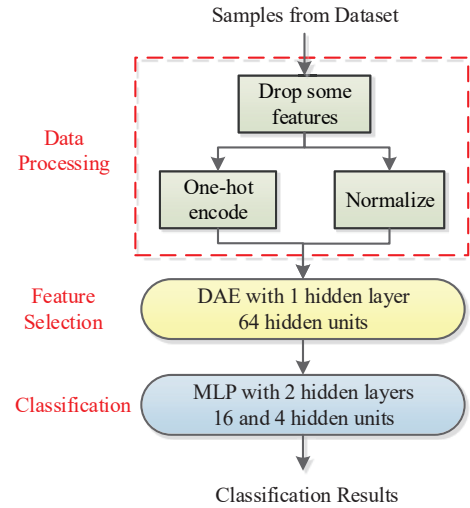 Samples from Dataset
Drop some
features
Data
Processing
One-hot
encode
Normalize
Feature
Selection
DAE with 1 hidden layer
64 hidden units
Classification
MLP with 2 hidden layers
16 and 4 hidden units
Classification Results